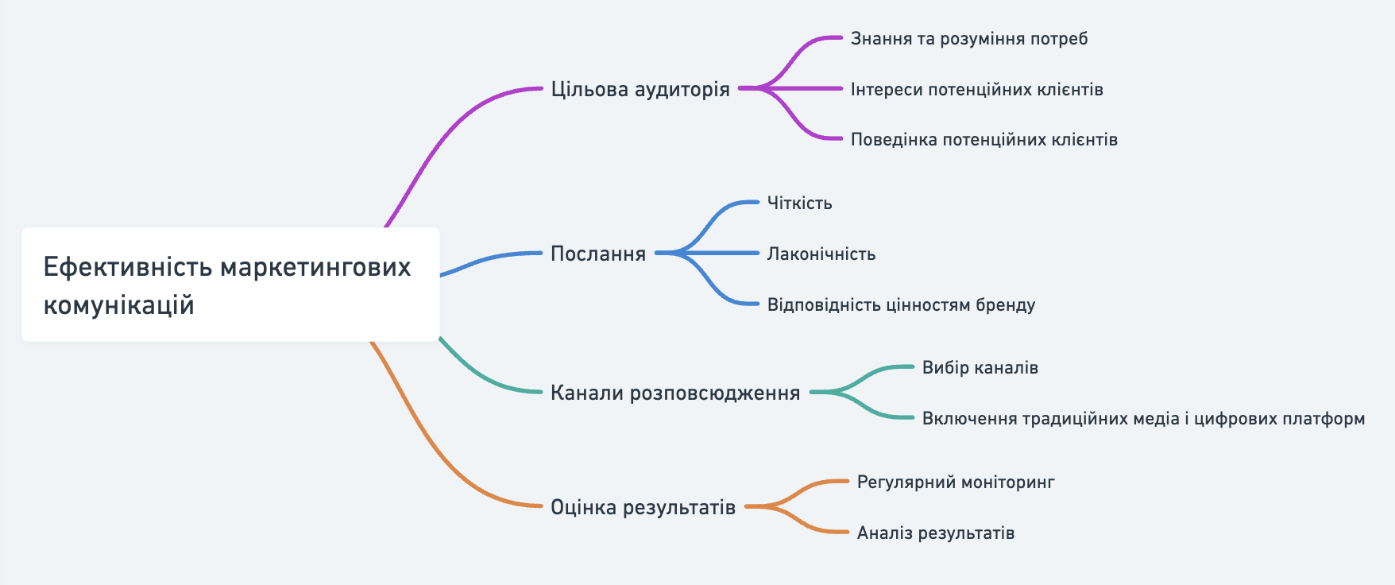 Ефективність маркетингових
комунікацій
Цільова аудиторія
Знання та розуміння потреб
Інтереси потенційних клієнтів
Поведінка потенційних клієнтів
Послання
Чіткість
Лаконічність
Відповідність цінностям бренду
Канали розповсюдження
Вибір каналів
Включення традиційних медіа і цифрових платформ
Оцінка результатів
Регулярний моніторинг
Аналіз результатів